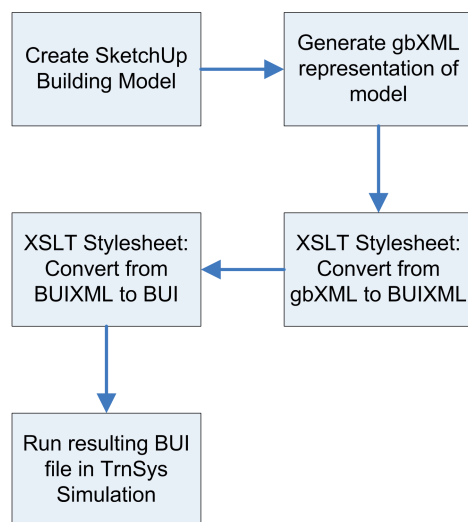 Create SketchUp
Building Model
Generate gbXML
representation of
model
XSLT Stylesheet:
Convert from
gbXML to BUIXML
XSLT Stylesheet:
Convert from
BUIXML to BUI
Run resulting BUI
file in TrnSys
Simulation